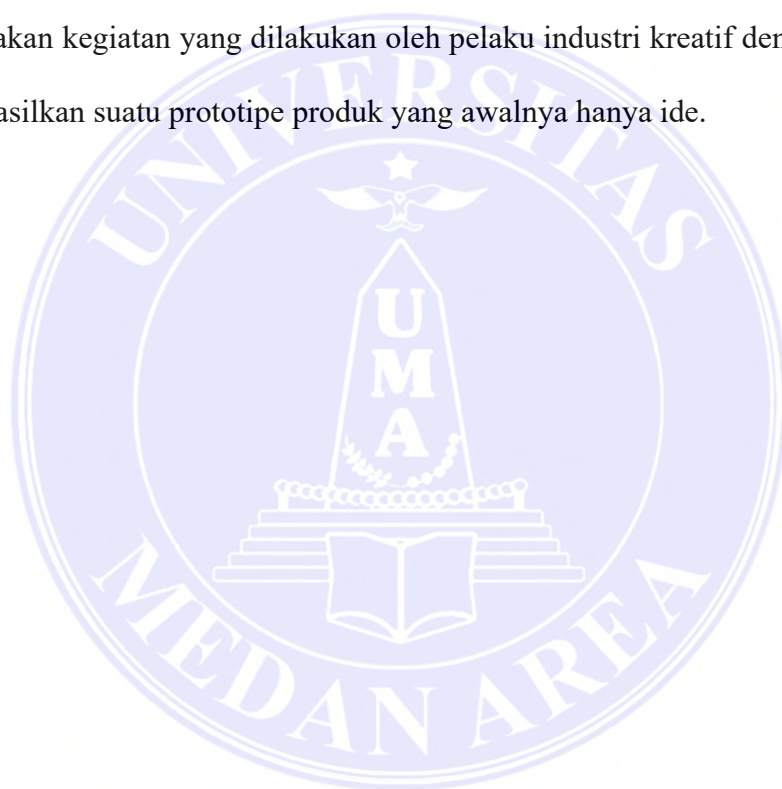 akan kegiatan yang dilakukan oleh pelaku industri kreatif den
asilkan suatu prototipe produk yang awalnya hanya ide.
UNIVERSITAS
U
M
A
MEDAN AREA